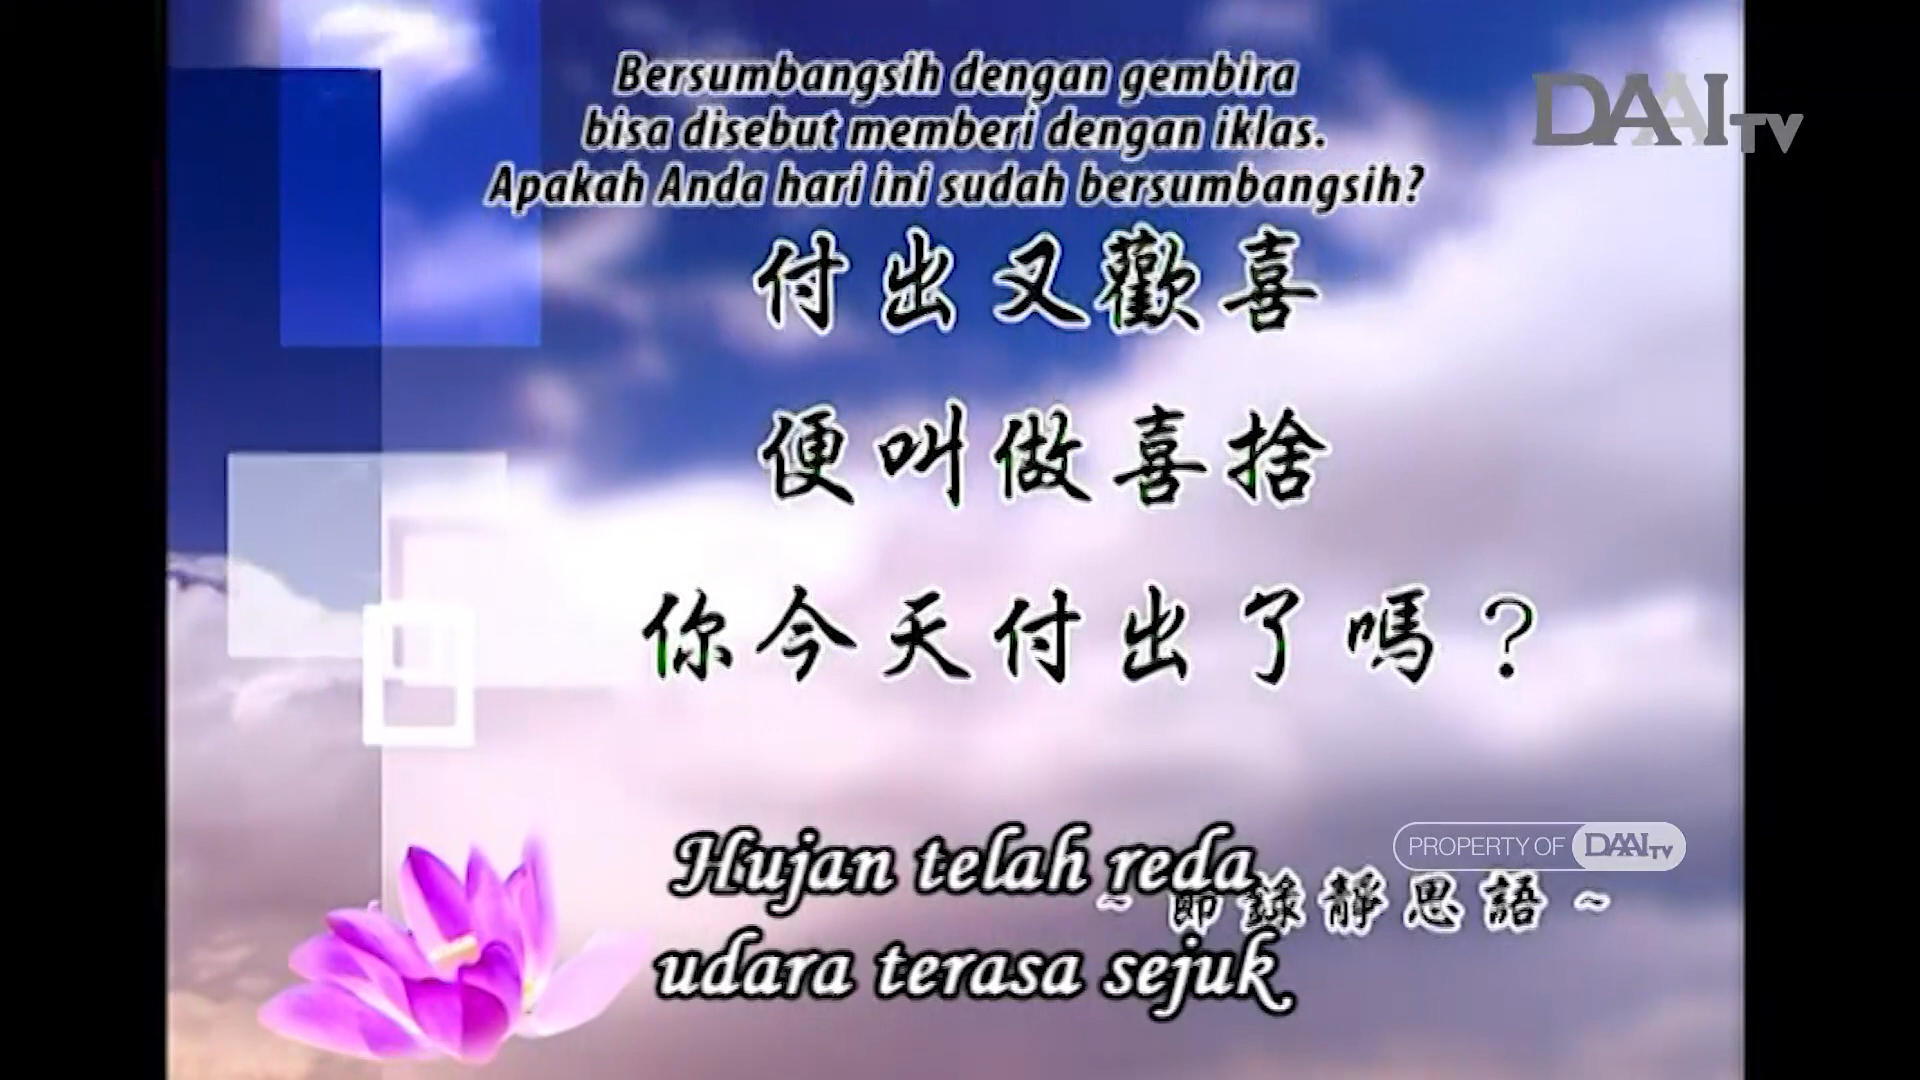 Bersumbangsih dengan gembira
bisa disebut memberi dengan iklas.
Apakah Anda hari ini sudah bersumbangsih?
DAAI TV
付出又歡喜
便叫做喜捨
你今天付出了嗎？
PROPERTY OF DAAI TV
~ 節錄靜思語 ~
Hujan telah reda
udara terasa sejuk